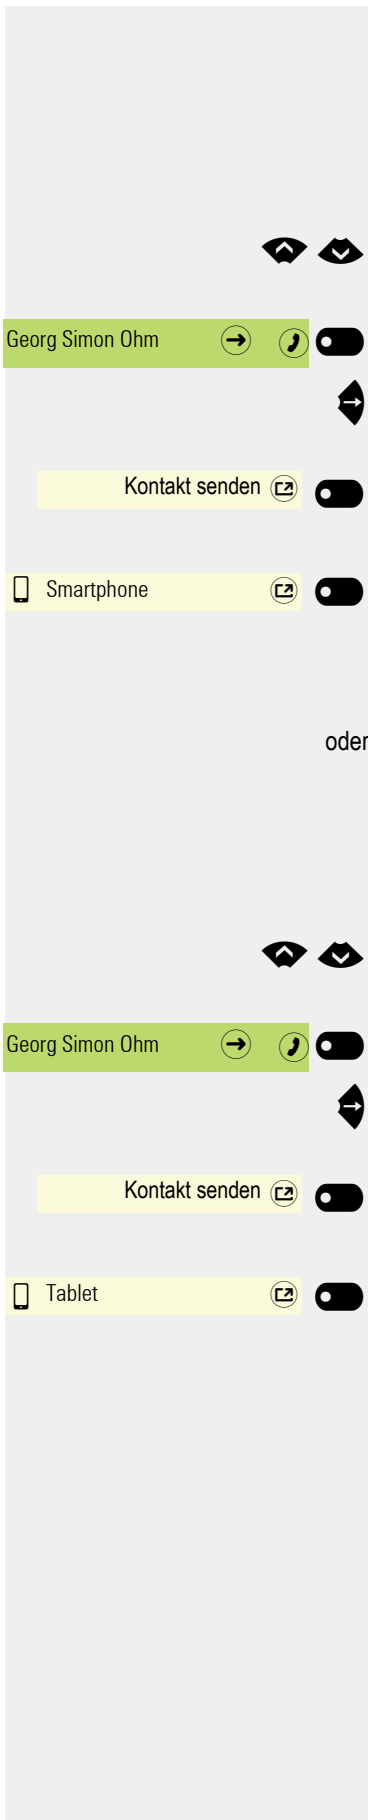 Georg Simon Ohm
Kontakt senden
Smartphone
oder
Georg Simon Ohm
Kontakt senden
Tablet